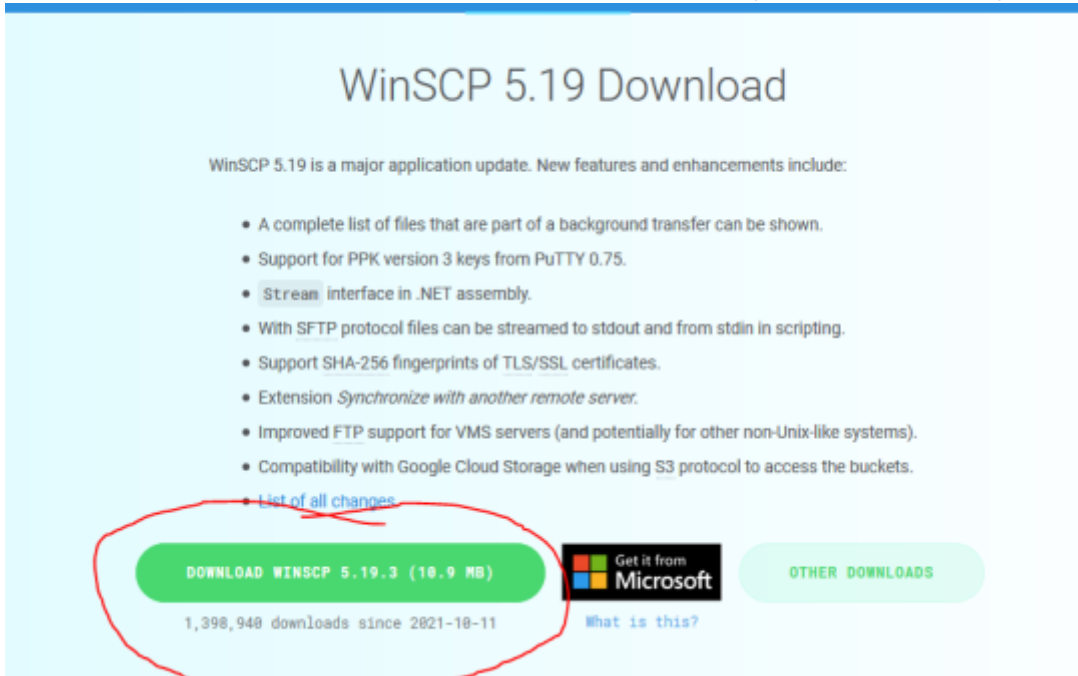 WinSCP 5.19 Download
WinSCP 5.19 is a major application update. New features and enhancements include:
• A complete list of files that are part of a background transfer can be shown.
• Support for PPK version 3 keys from PuTTY 0.75.
• Stream interface in .NET assembly.
• With SFTP protocol files can be streamed to stdout and from stdin in scripting.
• Support SHA-256 fingerprints of TLS/SSL certificates.
• Extension Synchronize with another remote server.
• Improved FTP support for VMS servers (and potentially for other non-Unix-like systems).
• Compatibility with Google Cloud Storage when using S3 protocol to access the buckets.
• List of all changes
DOWNLOAD WINSCP 5.19.3 (10.9 MB)
Get it from
Microsoft
OTHER DOWNLOADS
1,398,940 downloads since 2021-10-11
What is this?